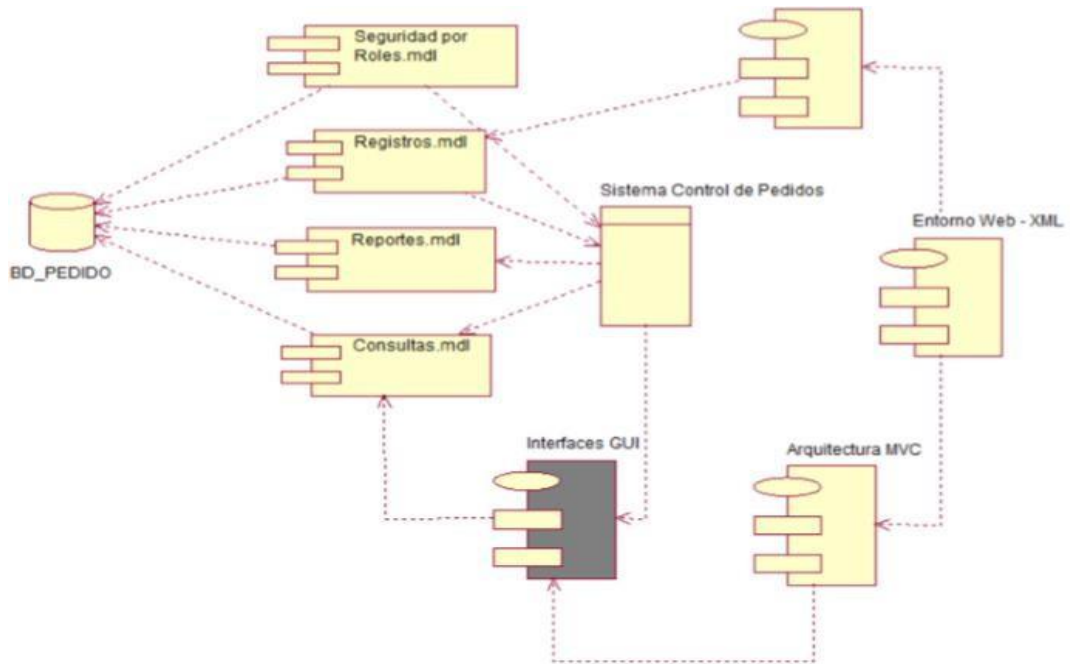 Seguridad por
Roles.mdl
Registros.mdl
Sistema Control de Pedidos
Entorno Web - XML
Reportes.mdl
BD_PEDIDO
Consultas.mdl
Interfaces GUI
Arquitectura MVC